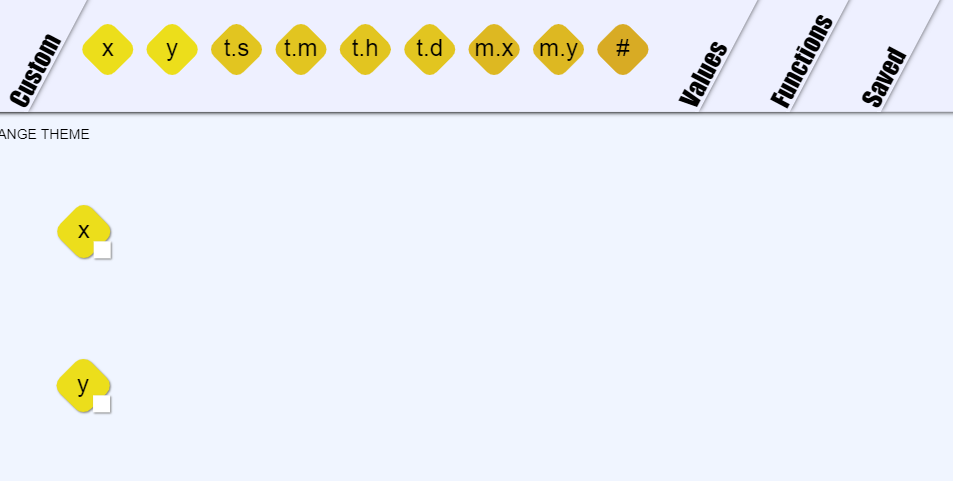 Custom x y t.s t.m t.h t.d m.x m.y # Values Functions Saved
ANGE THEME
x
y